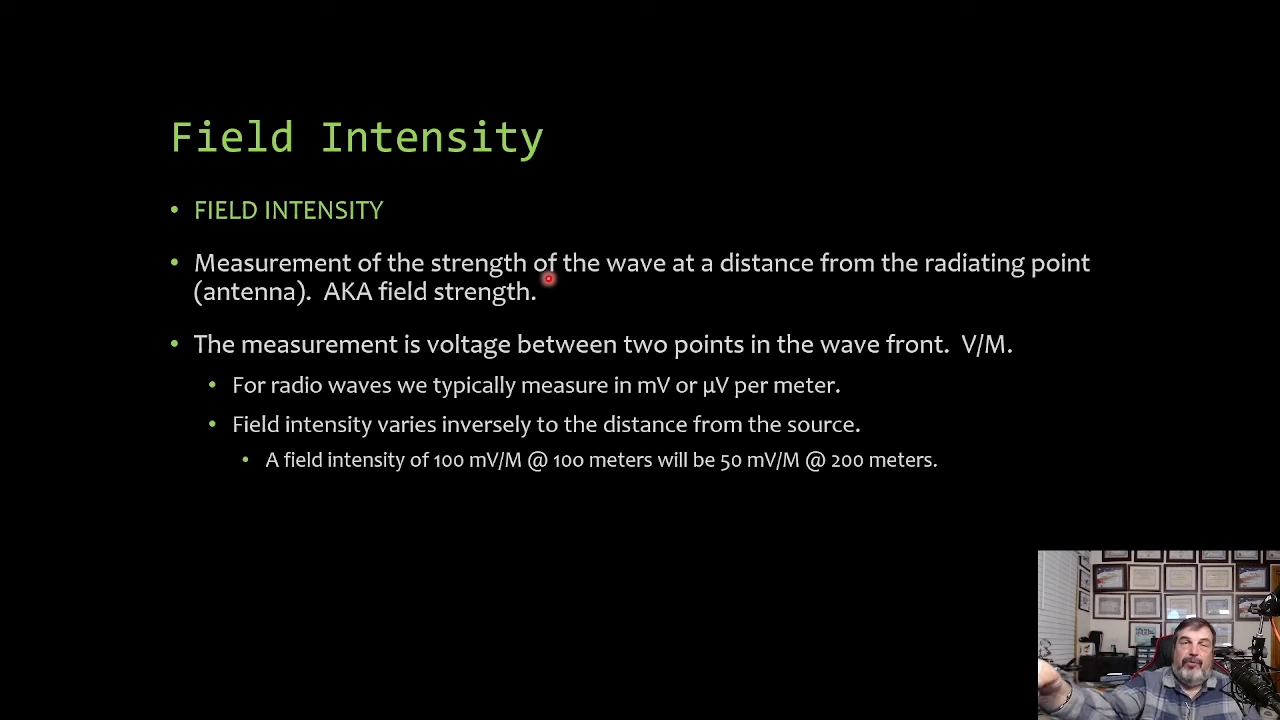 Field Intensity
• FIELD INTENSITY
• Measurement of the strength of the wave at a distance from the radiating point
(antenna).  AKA field strength.
• The measurement is voltage between two points in the wave front.  V/M.
• For radio waves we typically measure in mV or µV per meter.
• Field intensity varies inversely to the distance from the source.
• A field intensity of 100 mV/M @ 100 meters will be 50 mV/M @ 200 meters.